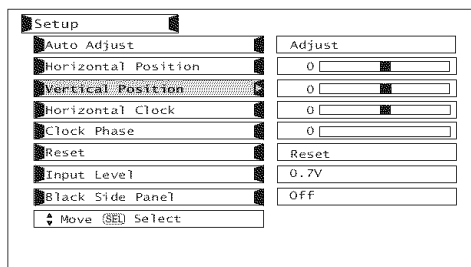 Setup
Auto Adjust Adjust
Horizontal Position 0
Vertical Position 0
Horizontal Clock 0
Clock Phase 0
Reset Reset
Input Level 0.7V
Black Side Panel Off
Move SEL Select